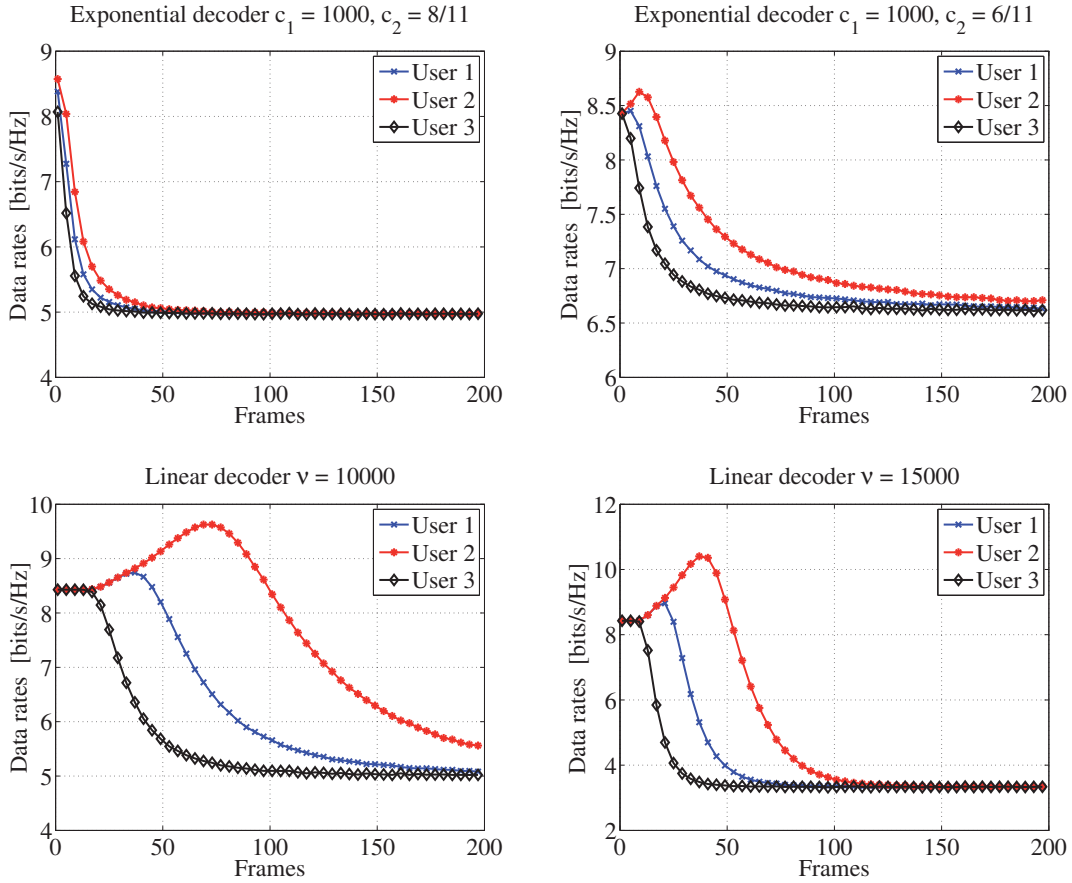 Exponential decoder c1 = 1000, c2 = 8/11
9
8
7
6
5
4
Data rates [bits/s/Hz]
User 1
User 2
User 3
0
50
100
150
200
Frames
Exponential decoder c1 = 1000, c2 = 6/11
9
8.5
8
7.5
7
6.5
6
Data rates [bits/s/Hz]
User 1
User 2
User 3
0
50
100
150
200
Frames
Linear decoder ν = 10000
10
9
8
7
6
5
4
Data rates [bits/s/Hz]
User 1
User 2
User 3
0
50
100
150
200
Frames
Linear decoder ν = 15000
12
10
8
6
4
2
Data rates [bits/s/Hz]
User 1
User 2
User 3
0
50
100
150
200
Frames